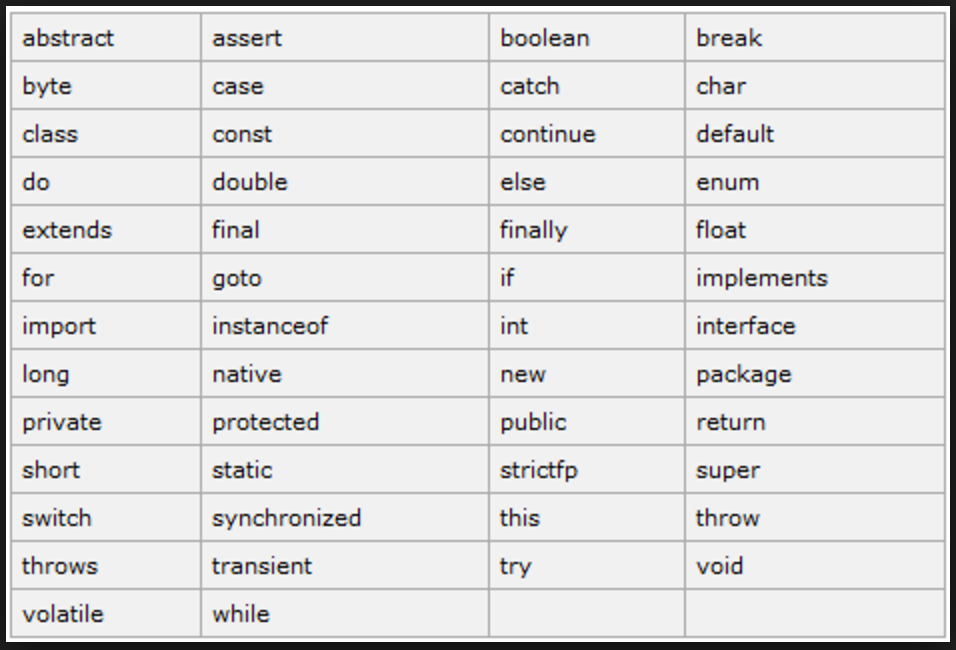 abstract assert boolean break
byte case catch char
class const continue default
do double else enum
extends final finally float
for goto if implements
import instanceof int interface
long native new package
private protected public return
short static strictfp super
switch synchronized this throw
throws transient try void
volatile while